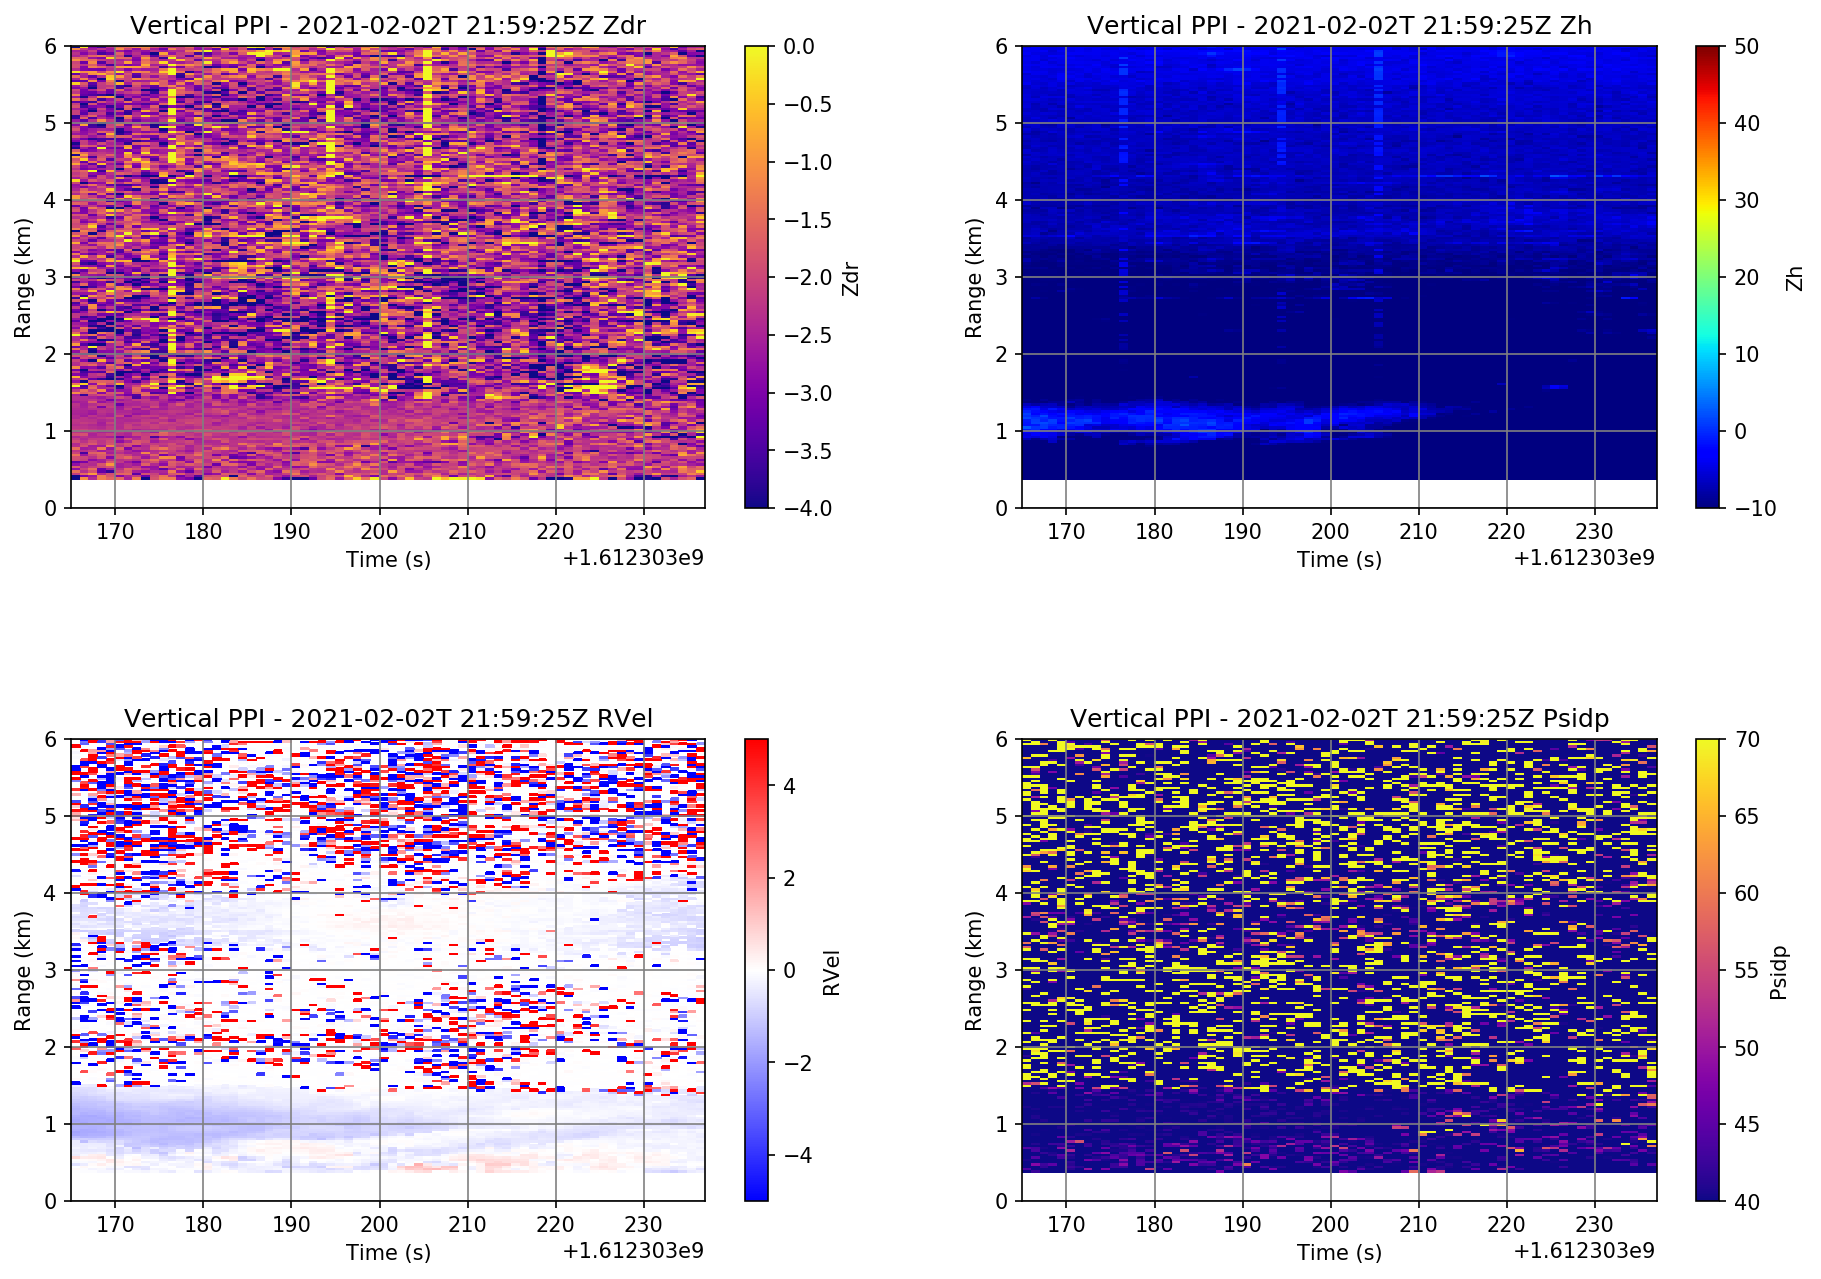 Vertical PPI - 2021-02-02T 21:59:25Z Zdr
6
5
4
3
2
1
0
Range (km)
170 180 190 200 210 220 230
Time (s)
+1.612303e9
0.0
−0.5
−1.0
−1.5
−2.0
−2.5
−3.0
−3.5
−4.0
Zdr
Vertical PPI - 2021-02-02T 21:59:25Z Zh
6
5
4
3
2
1
0
Range (km)
170 180 190 200 210 220 230
Time (s)
+1.612303e9
50
40
30
20
10
0
−10
Zh
Vertical PPI - 2021-02-02T 21:59:25Z RVel
6
5
4
3
2
1
0
Range (km)
170 180 190 200 210 220 230
Time (s)
+1.612303e9
4
2
0
−2
−4
RVel
Vertical PPI - 2021-02-02T 21:59:25Z Psidp
6
5
4
3
2
1
0
Range (km)
170 180 190 200 210 220 230
Time (s)
+1.612303e9
70
65
60
55
50
45
40
Psidp